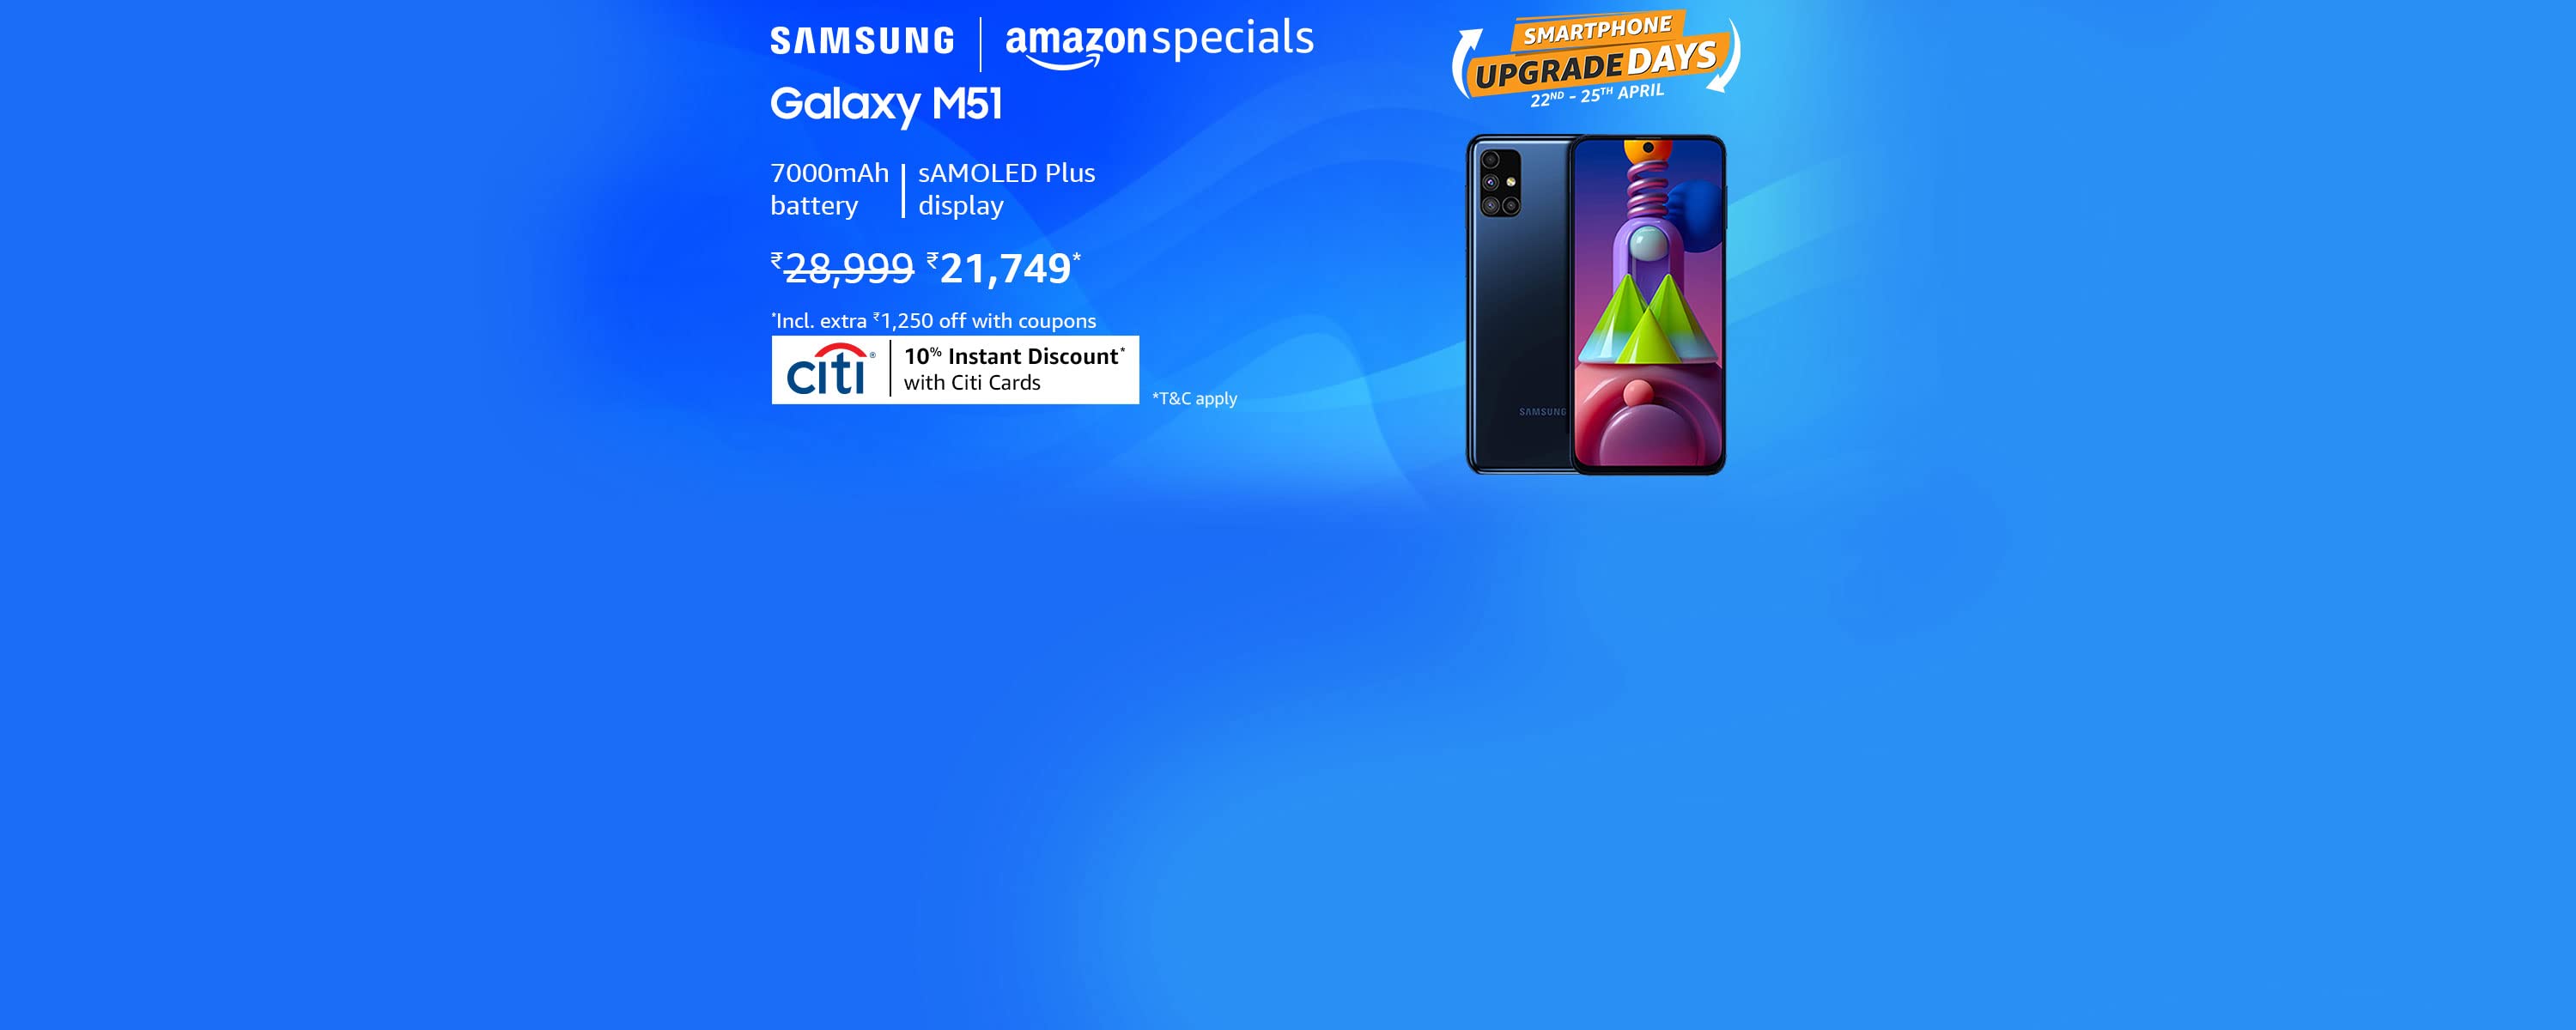 SAMSUNG | amazon specials
Galaxy M51
7000mAh battery
sAMOLED Plus display
₹28,999 ₹21,749*
*Incl. extra ₹1,250 off with coupons
citi®
10% Instant Discount*
with Citi Cards
*T&C apply
SMARTPHONE
UPGRADE DAYS
22ND - 25TH APRIL
SAMSUNG